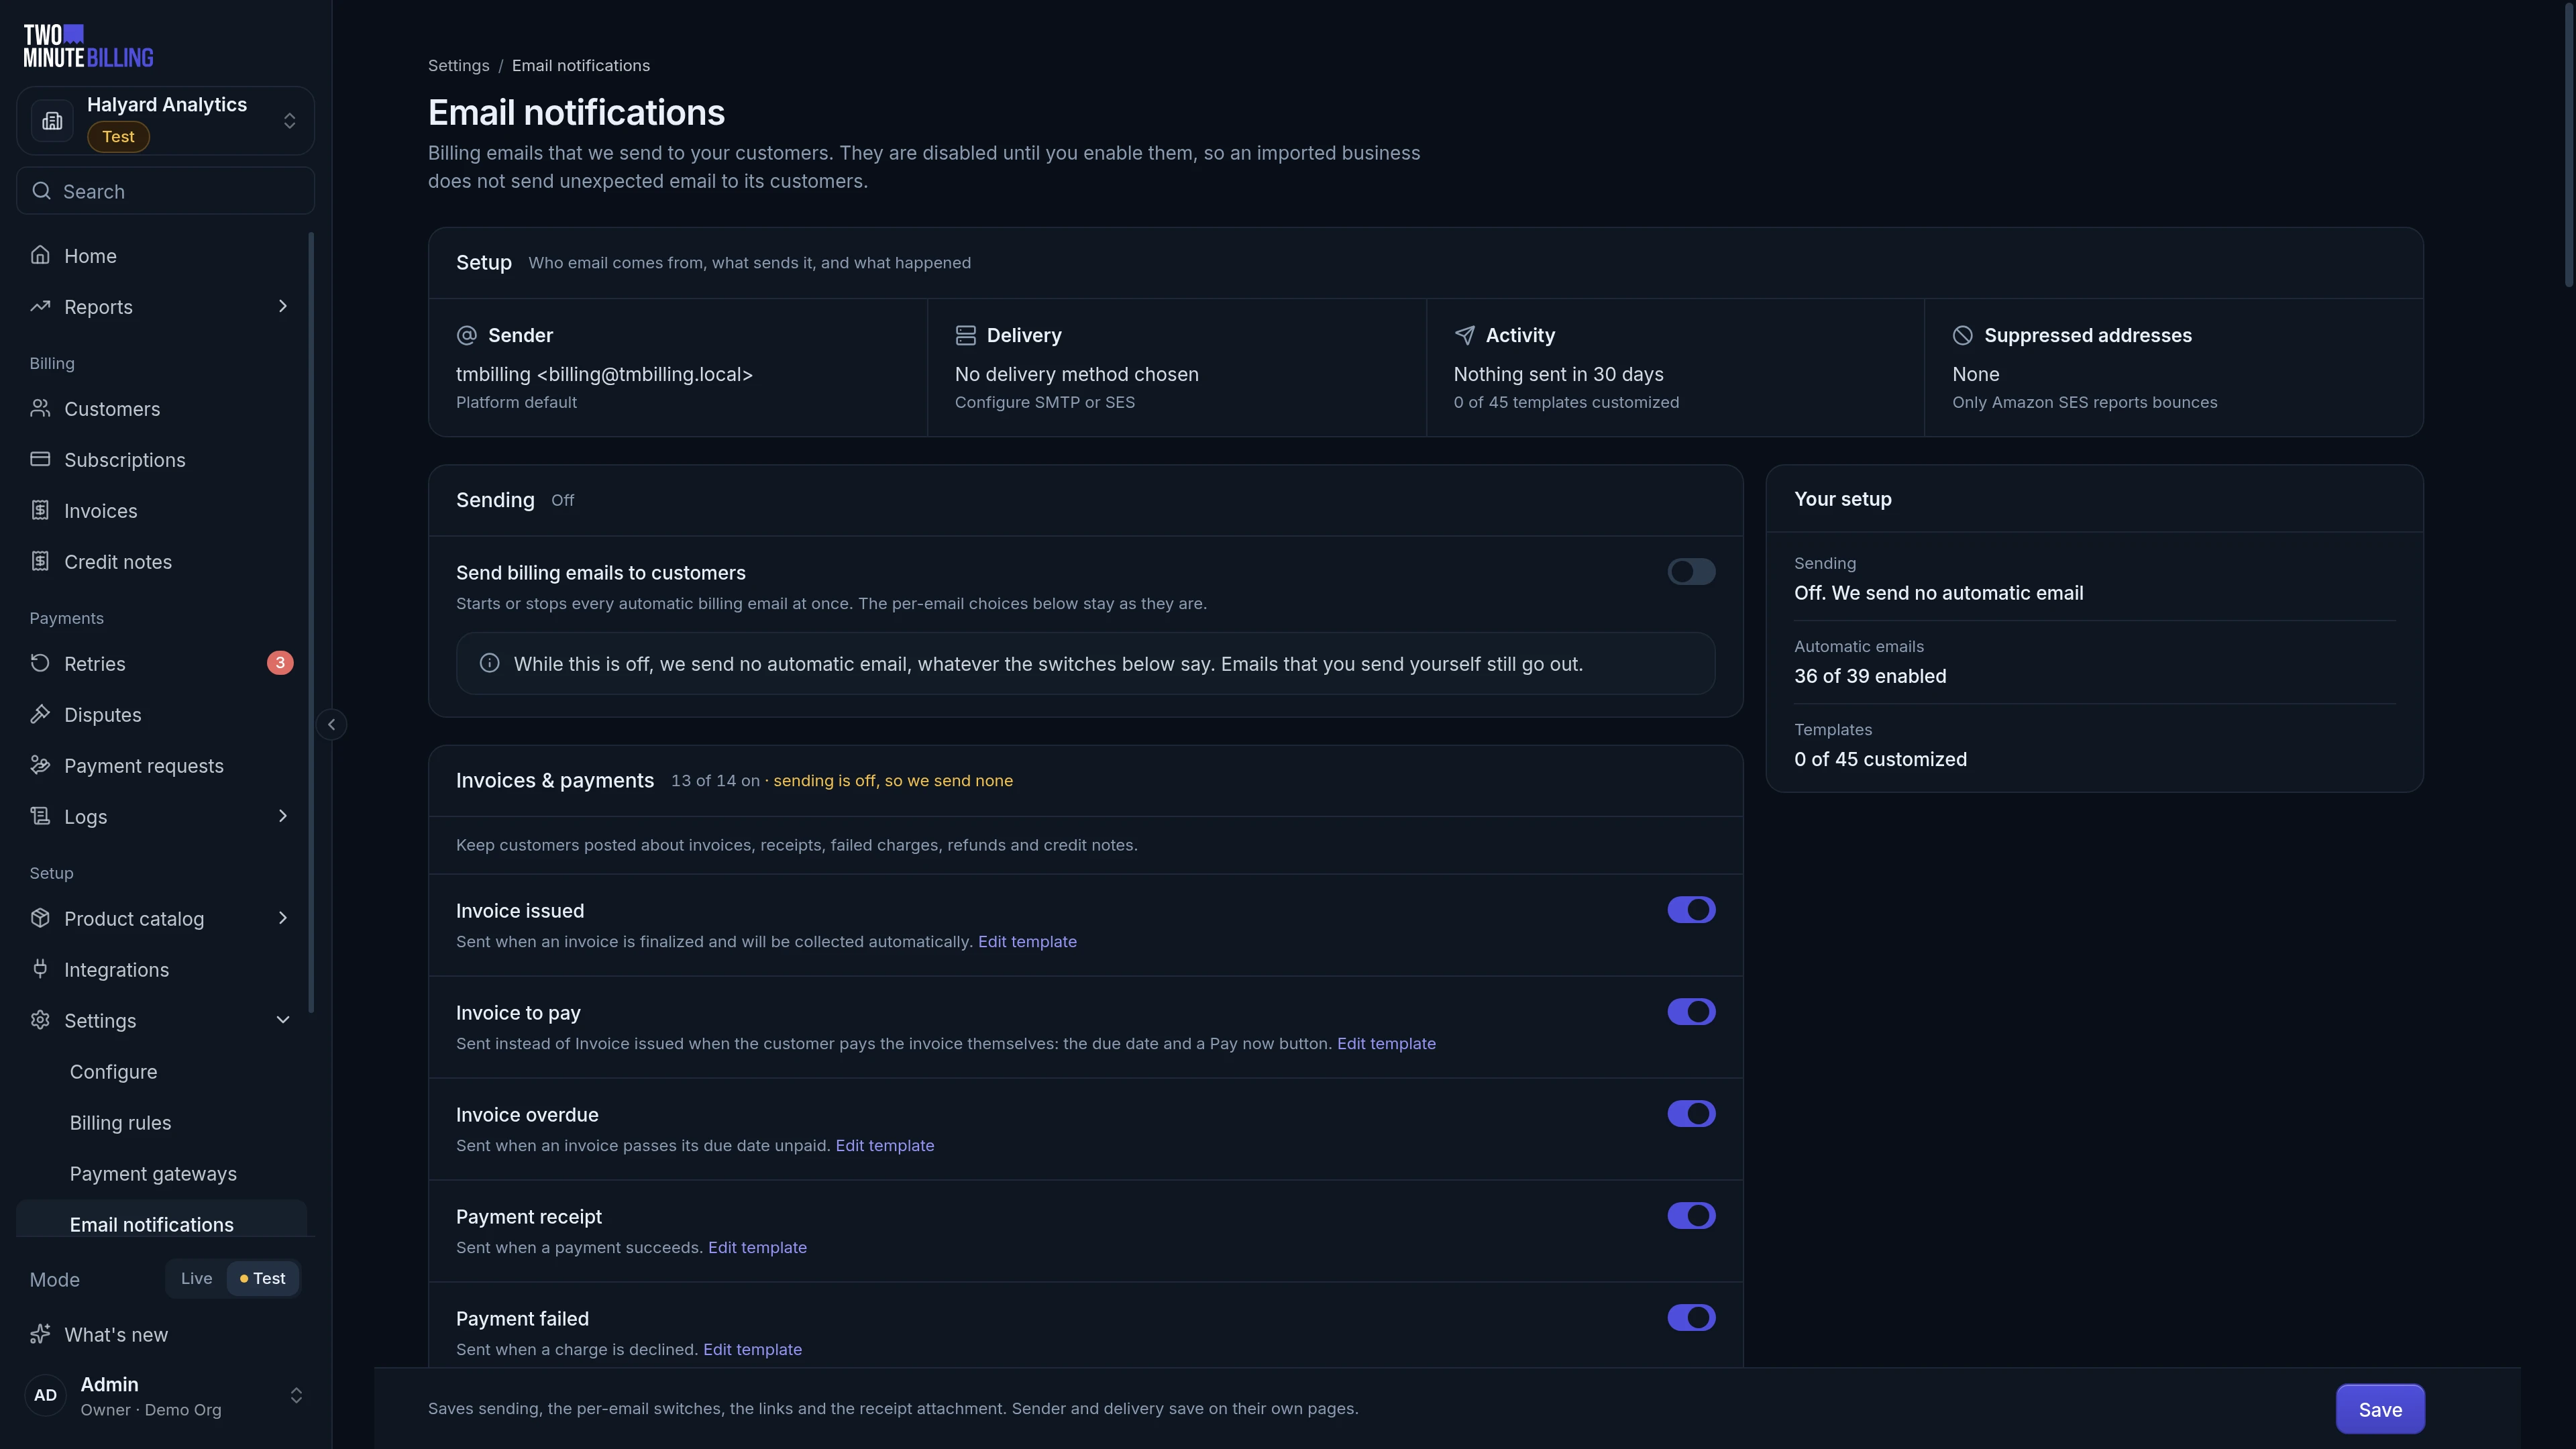 TWO
MINUTE BILLING
Halyard Analytics
Test
Search
Home
Reports
Billing
Customers
Subscriptions
Invoices
Credit notes
Payments
Retries
3
Disputes
Payment requests
Logs
Setup
Product catalog
Integrations
Settings
Configure
Billing rules
Payment gateways
Email notifications
Mode
Live
Test
What's new
AD
Admin
Owner · Demo Org
Settings / Email notifications
Email notifications
Billing emails that we send to your customers. They are disabled until you enable them, so an imported business
does not send unexpected email to its customers.
Setup Who email comes from, what sends it, and what happened
Sender
tmbilling <billing@tmbilling.local>
Platform default
Delivery
No delivery method chosen
Configure SMTP or SES
Activity
Nothing sent in 30 days
0 of 45 templates customized
Suppressed addresses
None
Only Amazon SES reports bounces
Sending Off
Send billing emails to customers
Starts or stops every automatic billing email at once. The per-email choices below stay as they are.
While this is off, we send no automatic email, whatever the switches below say. Emails that you send yourself still go out.
Invoices & payments 13 of 14 on · sending is off, so we send none
Keep customers posted about invoices, receipts, failed charges, refunds and credit notes.
Invoice issued
Sent when an invoice is finalized and will be collected automatically. Edit template
Invoice to pay
Sent instead of Invoice issued when the customer pays the invoice themselves: the due date and a Pay now button. Edit template
Invoice overdue
Sent when an invoice passes its due date unpaid. Edit template
Payment receipt
Sent when a payment succeeds. Edit template
Payment failed
Sent when a charge is declined. Edit template
Your setup
Sending
Off. We send no automatic email
Automatic emails
36 of 39 enabled
Templates
0 of 45 customized
Saves sending, the per-email switches, the links and the receipt attachment. Sender and delivery save on their own pages.
Save